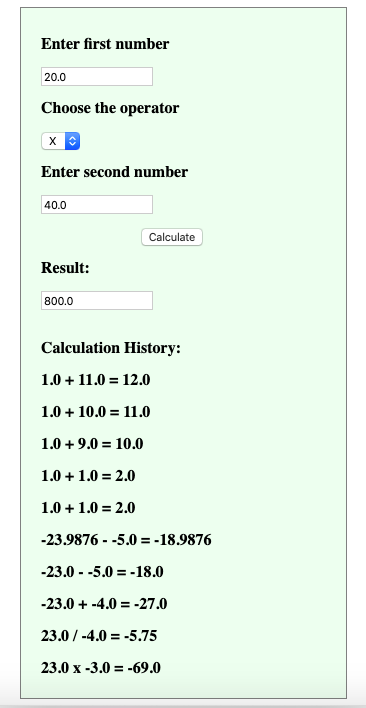 Enter first number
20.0
Choose the operator
X
Enter second number
40.0
Calculate
Result:
800.0
Calculation History:
1.0 + 11.0 = 12.0
1.0 + 10.0 = 11.0
1.0 + 9.0 = 10.0
1.0 + 1.0 = 2.0
1.0 + 1.0 = 2.0
-23.9876 - -5.0 = -18.9876
-23.0 - -5.0 = -18.0
-23.0 + -4.0 = -27.0
23.0 / -4.0 = -5.75
23.0 x -3.0 = -69.0